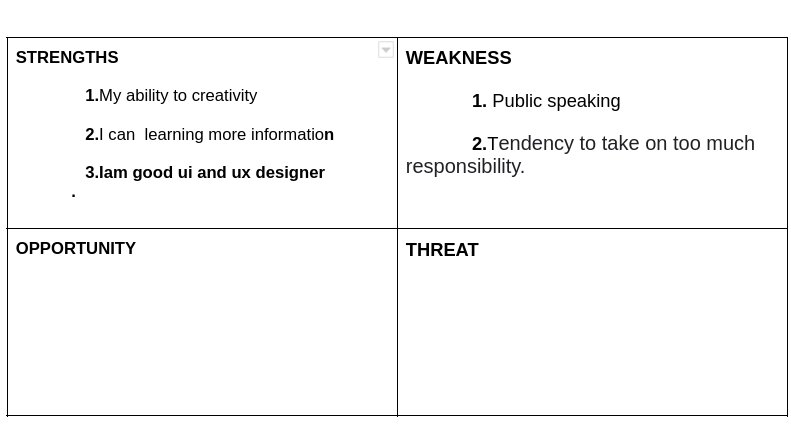 STRENGTHS
1.My ability to creativity
2.I can  learning more information
3.Iam good ui and ux designer
.
WEAKNESS
1. Public speaking
2.Tendency to take on too much
responsibility.
OPPORTUNITY
THREAT